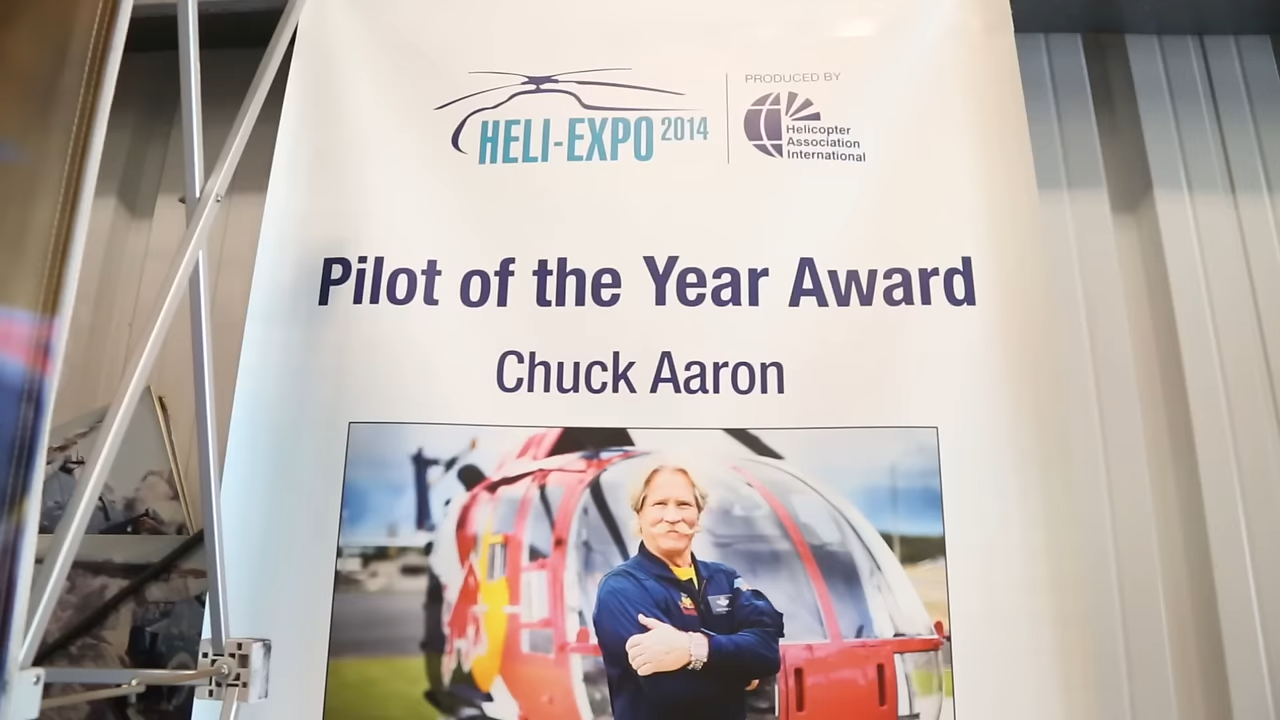 HELI-EXPO 2014
PRODUCED BY
Helicopter
Association
International
Pilot of the Year Award
Chuck Aaron